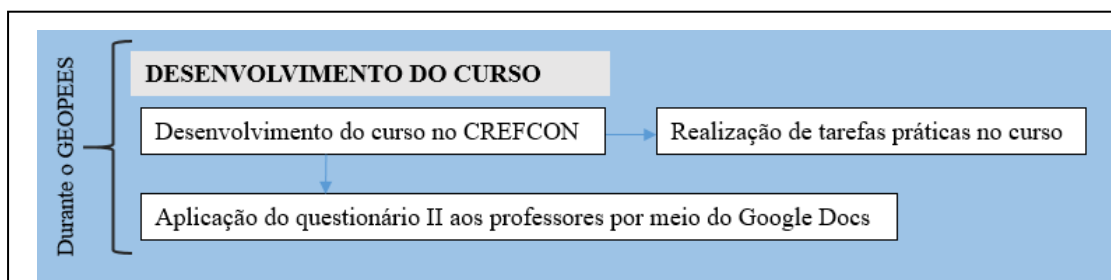 Durante o GEOPEES
DESENVOLVIMENTO DO CURSO
Desenvolvimento do curso no CREFCON
Realização de tarefas práticas no curso
Aplicação do questionário II aos professores por meio do Google Docs